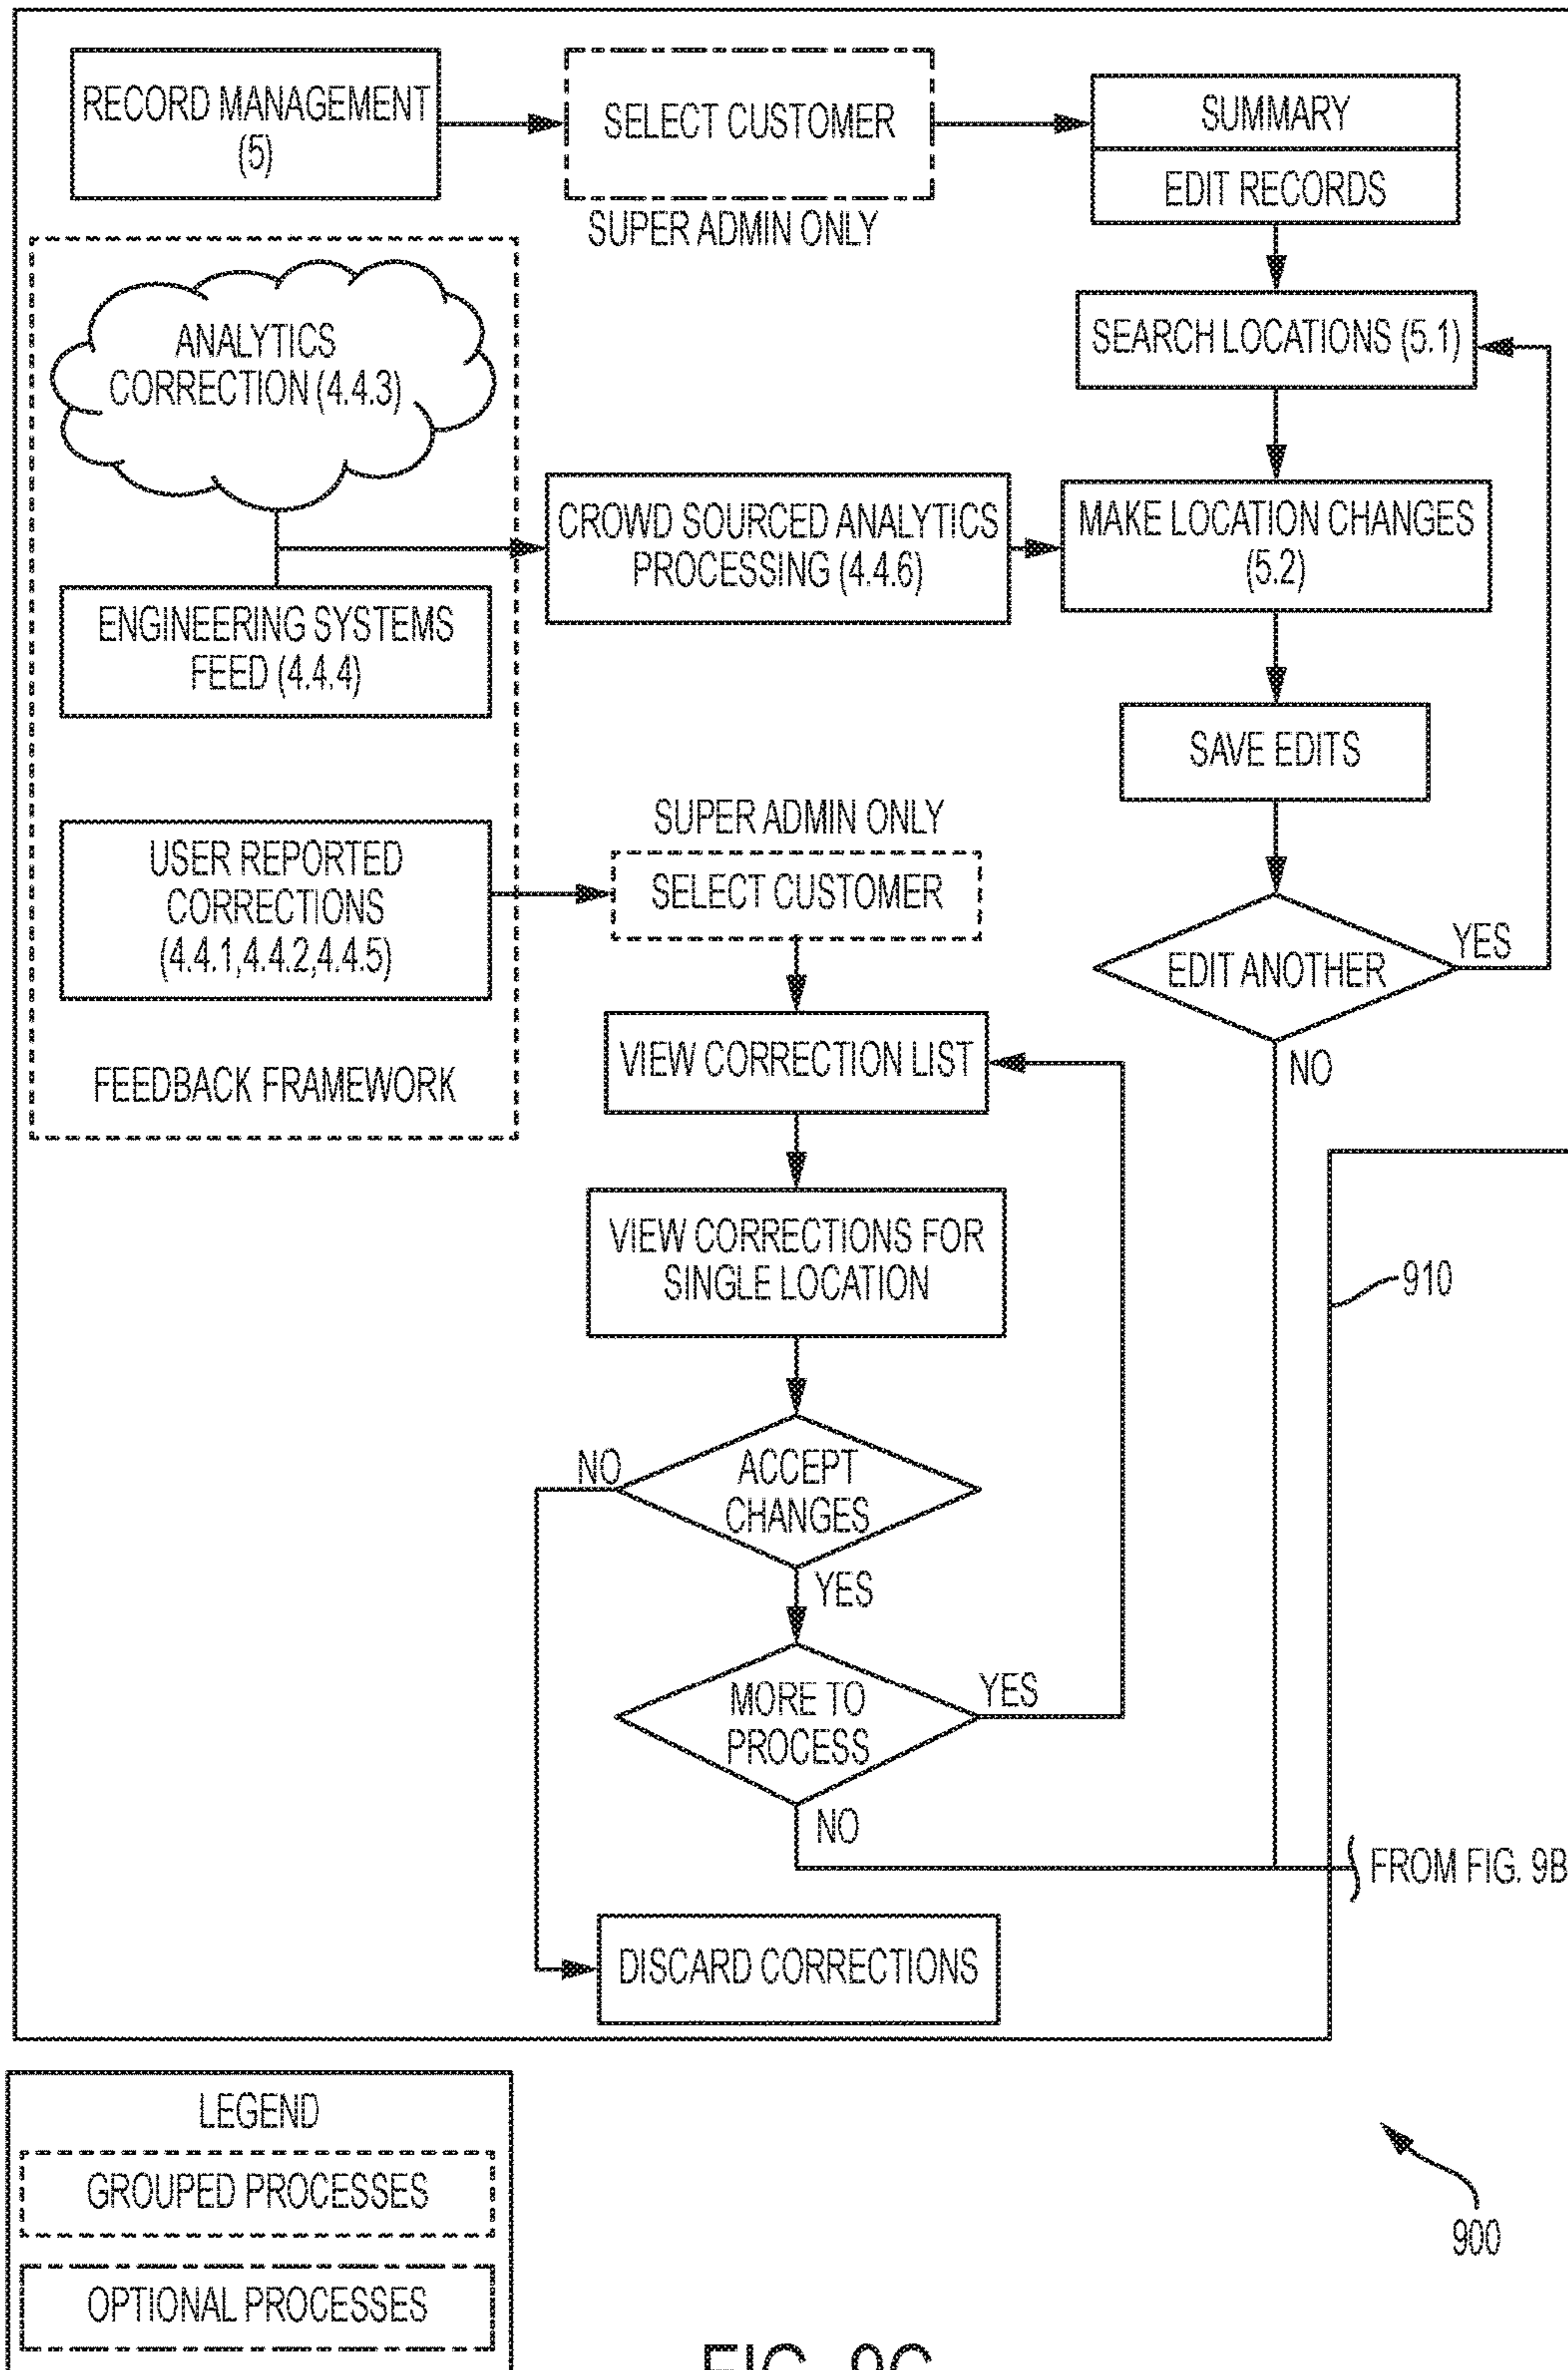 RECORD MANAGEMENT
(5)
SELECT CUSTOMER
SUPER ADMIN ONLY
SUMMARY
EDIT RECORDS
ANALYTICS
CORRECTION (4.4.3)
SEARCH LOCATIONS (5.1)
CROWD SOURCED ANALYTICS
PROCESSING (4.4.6)
MAKE LOCATION CHANGES
(5.2)
ENGINEERING SYSTEMS
FEED (4.4.4)
SAVE EDITS
USER REPORTED
CORRECTIONS
(4.4.1,4.4.2,4.4.5)
FEEDBACK FRAMEWORK
SUPER ADMIN ONLY
SELECT CUSTOMER
EDIT ANOTHER
YES
NO
VIEW CORRECTION LIST
VIEW CORRECTIONS FOR
SINGLE LOCATION
910
NO
ACCEPT
CHANGES
YES
MORE TO
PROCESS
YES
NO
FROM FIG. 9B
DISCARD CORRECTIONS
LEGEND
GROUPED PROCESSES
OPTIONAL PROCESSES
900
FIG. 9C